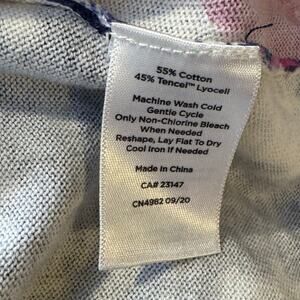 55% Cotton
45% Tencel™ Lyocell
Machine Wash Cold
Gentle Cycle
Only Non-Chlorine Bleach
When Needed
Reshape, Lay Flat To Dry
Cool Iron If Needed
Made in China
CA# 23147
CN4982 09/20